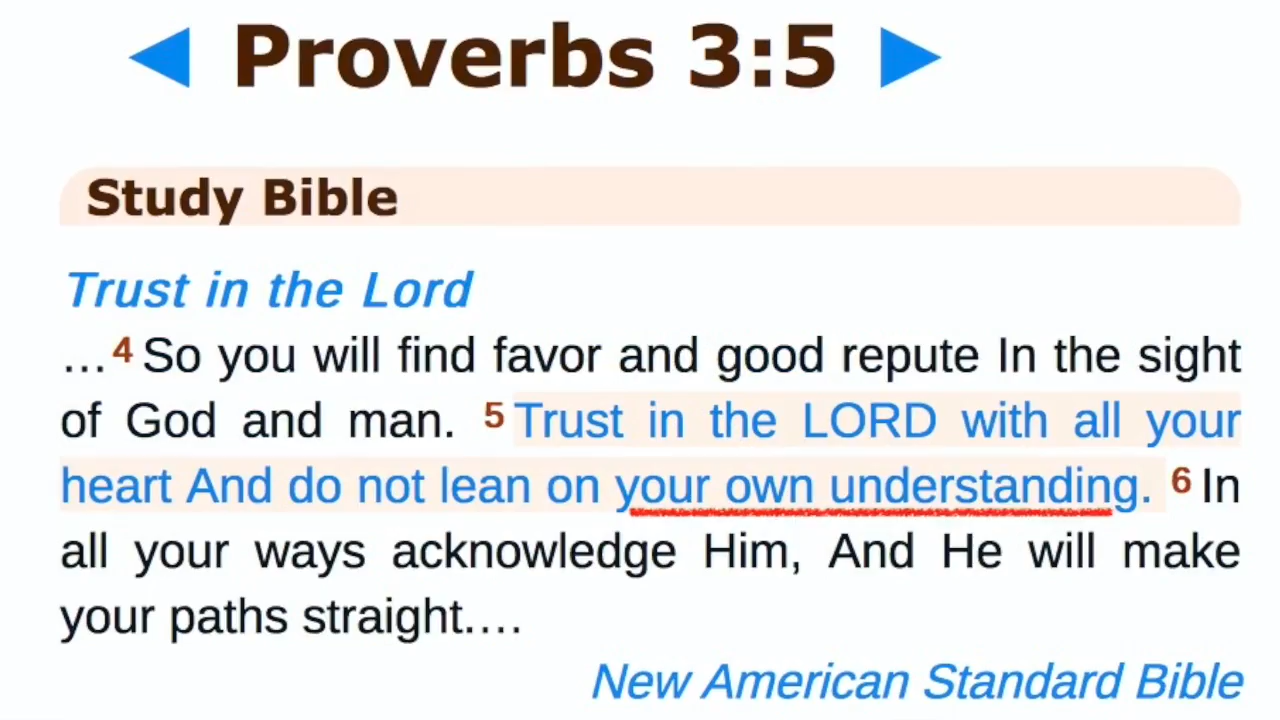 Proverbs 3:5
Study Bible
Trust in the Lord
...4 So you will find favor and good repute In the sight
of God and man. 5 Trust in the LORD with all your
heart And do not lean on your own understanding. 6 In
all your ways acknowledge Him, And He will make
your paths straight....
New American Standard Bible